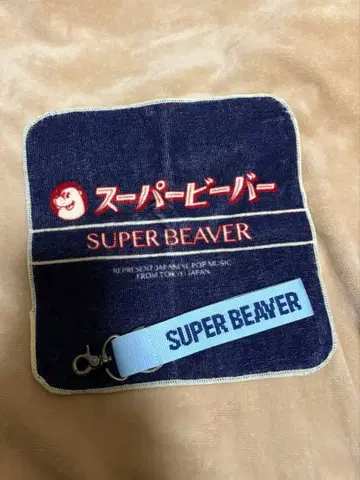 スーパービーバー
SUPER BEAVER
REPRESENT JAPANESE POP MUSIC
FROM TOKYO JAPAN
SUPER BEAVER